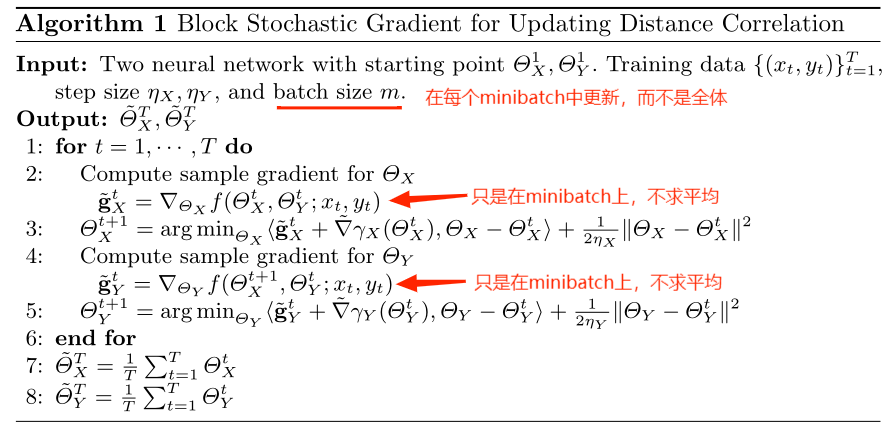 Algorithm 1 Block Stochastic Gradient for Updating Distance Correlation
Input: Two neural network with starting point Θ_X^1, Θ_Y^1. Training data {(x_t, y_t)}_{t=1}^T,
step size η_X, η_Y, and batch size m.
在每个minibatch中更新，而不是全体
Output: Θ̃_X^T, Θ̃_Y^T
1: for t = 1, ··· , T do
2: Compute sample gradient for Θ_X
g̃_X^t = ∇_{Θ_X} f(Θ_X^t, Θ_Y^t; x_t, y_t)
只是在minibatch上，不求平均
3: Θ_X^{t+1} = arg min_{Θ_X} ⟨g̃_X^t + ∇̃γ_X(Θ_X^t), Θ_X − Θ_X^t⟩ + 1/(2η_X) ‖Θ_X − Θ_X^t‖^2
4: Compute sample gradient for Θ_Y
g̃_Y^t = ∇_{Θ_Y} f(Θ_X^{t+1}, Θ_Y^t; x_t, y_t)
只是在minibatch上，不求平均
5: Θ_Y^{t+1} = arg min_{Θ_Y} ⟨g̃_Y^t + ∇̃γ_Y(Θ_Y^t), Θ_Y − Θ_Y^t⟩ + 1/(2η_Y) ‖Θ_Y − Θ_Y^t‖^2
6: end for
7: Θ̃_X^T = 1/T ∑_{t=1}^T Θ_X^t
8: Θ̃_Y^T = 1/T ∑_{t=1}^T Θ_Y^t